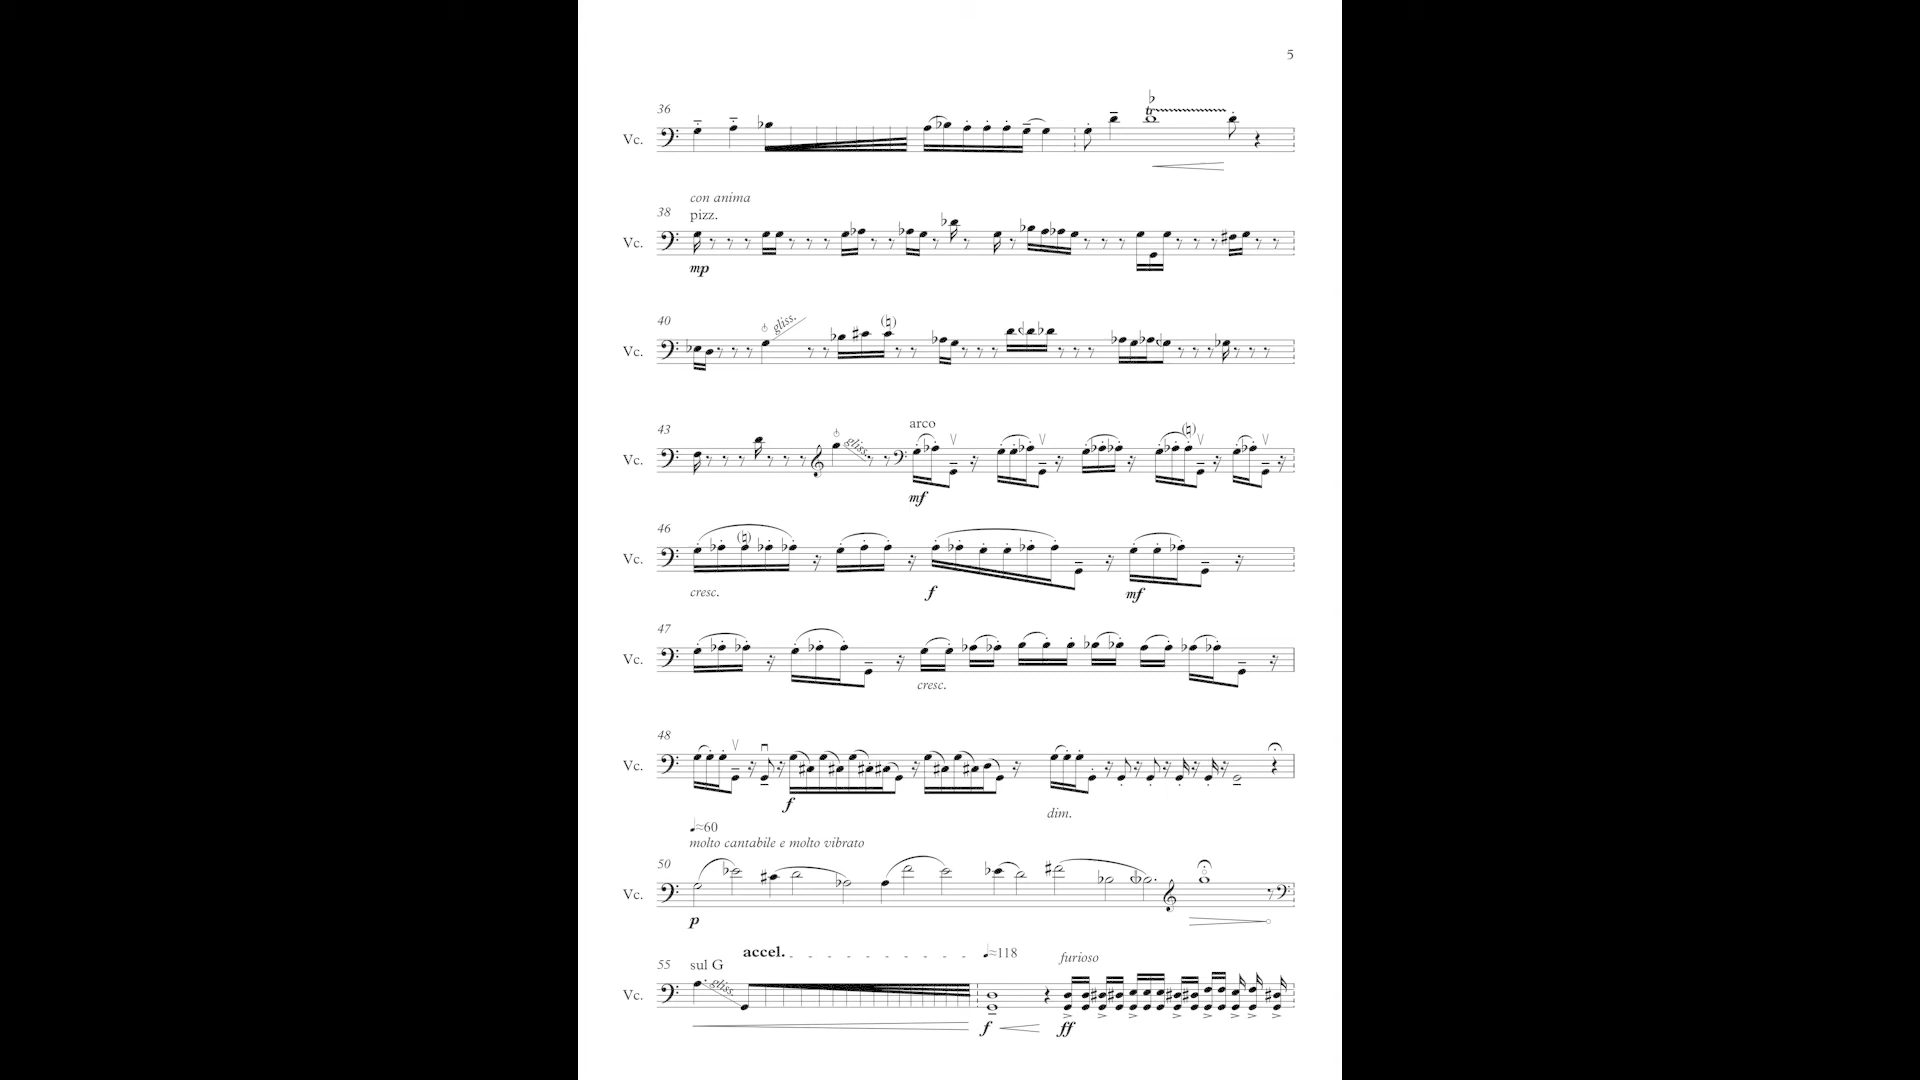 5
36
tr
Vc.
con anima
38
pizz.
Vc.
mp
40
gliss.
Vc.
43
arco
gliss.
Vc.
mf
46
Vc.
cresc.
f
mf
47
Vc.
cresc.
48
Vc.
f
dim.
♩≈60
molto cantabile e molto vibrato
50
Vc.
p
accel.
♩≈118
furioso
55
sul G
gliss.
Vc.
f
ff